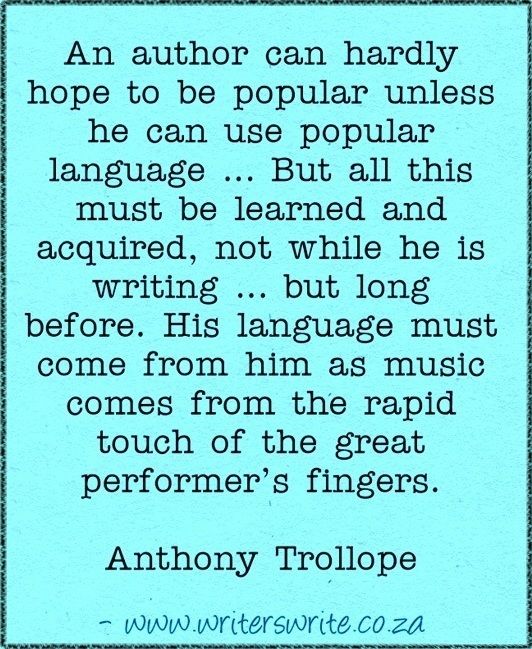 An author can hardly
hope to be popular unless
he can use popular
language ... But all this
must be learned and
acquired, not while he is
writing ... but long
before. His language must
come from him as music
comes from the rapid
touch of the great
performer’s fingers.
Anthony Trollope
- www.writerswrite.co.za